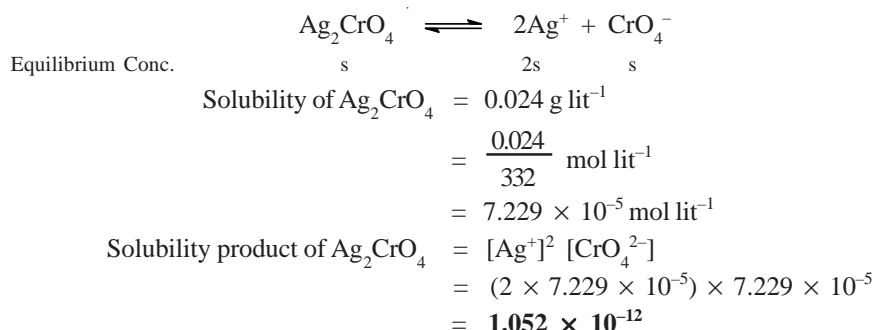 Ag₂CrO₄ ⇌ 2Ag⁺ + CrO₄⁻
Equilibrium Conc. s 2s s
Solubility of Ag₂CrO₄ = 0.024 g lit⁻¹
= 0.024/332 mol lit⁻¹
= 7.229 × 10⁻⁵ mol lit⁻¹
Solubility product of Ag₂CrO₄ = [Ag⁺]² [CrO₄²⁻]
= (2 × 7.229 × 10⁻⁵) × 7.229 × 10⁻⁵
= 1.052 × 10⁻¹²